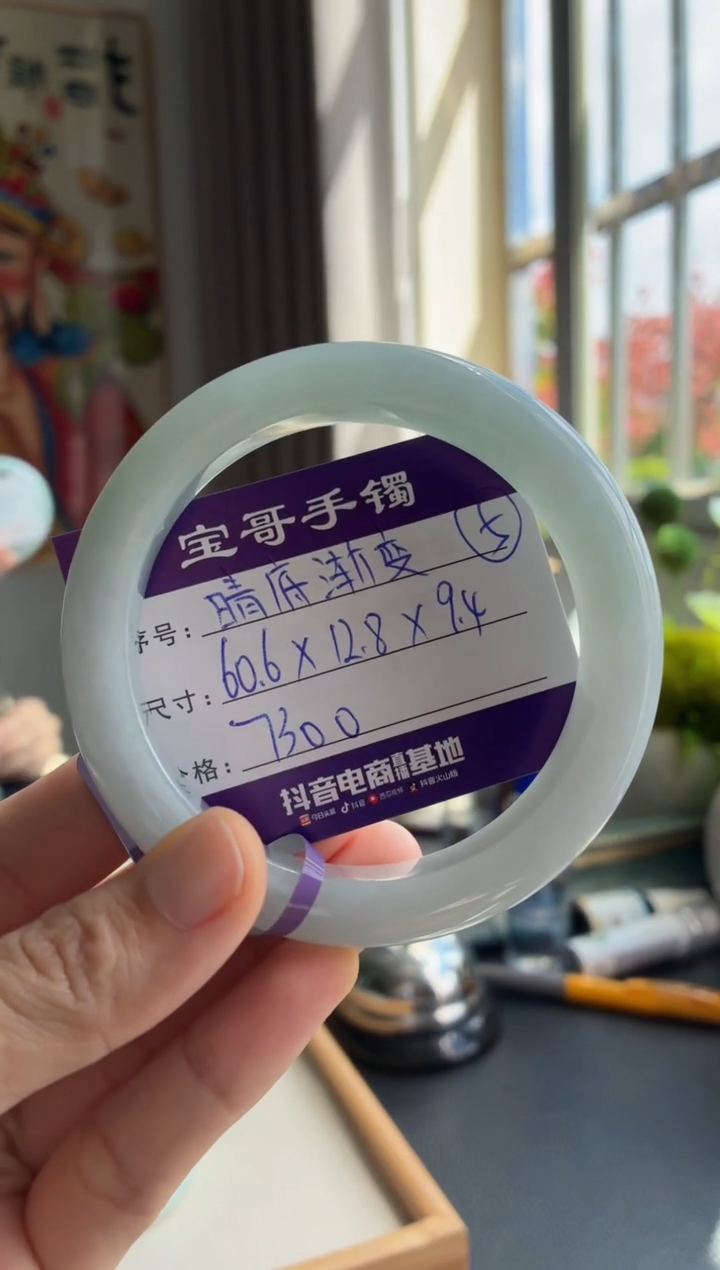 宝哥手镯
序号：晴底渐变 ⑤
尺寸：60.6×12.8×9.4
价格：7300
抖音电商直播基地
今日头条 抖音 西瓜视频 抖音火山版